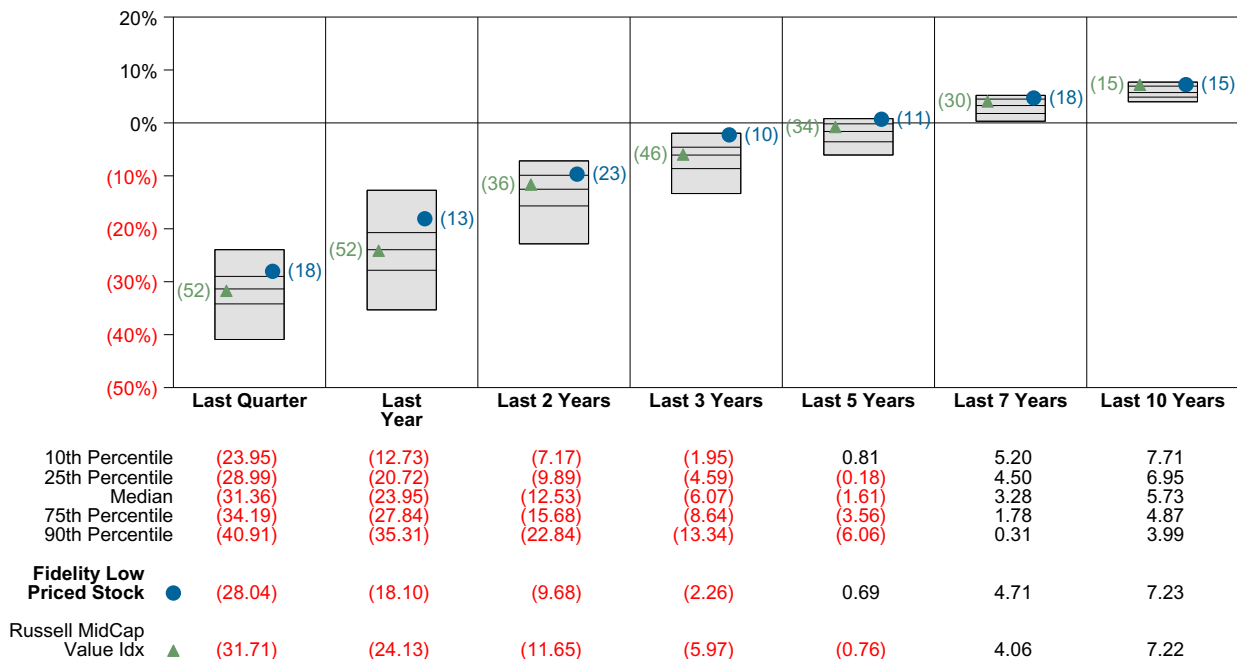 20%
10%
0%
(10%)
(20%)
(30%)
(40%)
(50%)
(52) (18)
(52) (13)
(36) (23)
(46) (10)
(34) (11)
(30) (18)
(15) (15)
Last Quarter Last Year Last 2 Years Last 3 Years Last 5 Years Last 7 Years Last 10 Years
10th Percentile (23.95) (12.73) (7.17) (1.95) 0.81 5.20 7.71
25th Percentile (28.99) (20.72) (9.89) (4.59) (0.18) 4.50 6.95
Median (31.36) (23.95) (12.53) (6.07) (1.61) 3.28 5.73
75th Percentile (34.19) (27.84) (15.68) (8.64) (3.56) 1.78 4.87
90th Percentile (40.91) (35.31) (22.84) (13.34) (6.06) 0.31 3.99
Fidelity Low
Priced Stock (28.04) (18.10) (9.68) (2.26) 0.69 4.71 7.23
Russell MidCap
Value Idx (31.71) (24.13) (11.65) (5.97) (0.76) 4.06 7.22